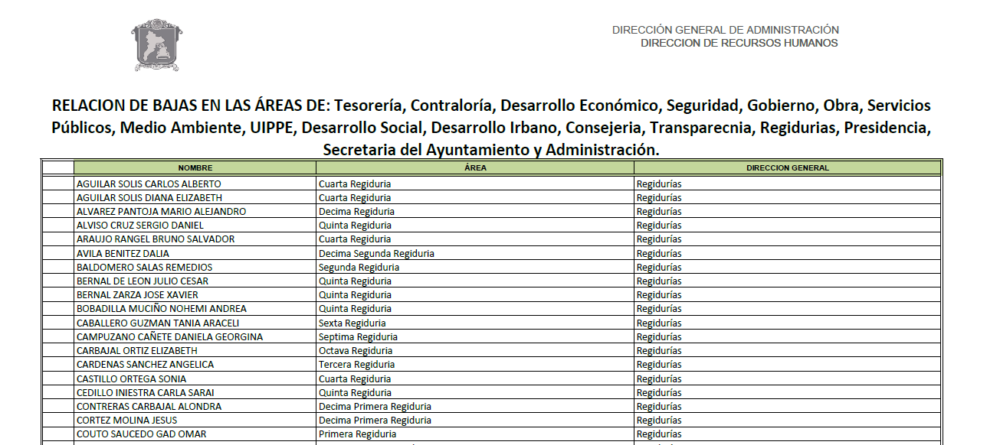 DIRECCIÓN GENERAL DE ADMINISTRACIÓN
DIRECCION DE RECURSOS HUMANOS
RELACION DE BAJAS EN LAS ÁREAS DE: Tesorería, Contraloría, Desarrollo Económico, Seguridad, Gobierno, Obra, Servicios
Públicos, Medio Ambiente, UIPPE, Desarrollo Social, Desarrollo Irbano, Consejeria, Transparecnia, Regidurias, Presidencia,
Secretaria del Ayuntamiento y Administración.
NOMBRE ÁREA DIRECCION GENERAL
AGUILAR SOLIS CARLOS ALBERTO Cuarta Regiduria Regidurías
AGUILAR SOLIS DIANA ELIZABETH Cuarta Regiduria Regidurías
ALVAREZ PANTOJA MARIO ALEJANDRO Decima Regiduria Regidurías
ALVISO CRUZ SERGIO DANIEL Quinta Regiduria Regidurías
ARAUJO RANGEL BRUNO SALVADOR Cuarta Regiduria Regidurías
AVILA BENITEZ DALIA Decima Segunda Regiduria Regidurías
BALDOMERO SALAS REMEDIOS Segunda Regiduria Regidurías
BERNAL DE LEON JULIO CESAR Quinta Regiduria Regidurías
BERNAL ZARZA JOSE XAVIER Quinta Regiduria Regidurías
BOBADILLA MUCIÑO NOHEMI ANDREA Quinta Regiduria Regidurías
CABALLERO GUZMAN TANIA ARACELI Sexta Regiduria Regidurías
CAMPUZANO CAÑETE DANIELA GEORGINA Septima Regiduria Regidurías
CARBAJAL ORTIZ ELIZABETH Octava Regiduria Regidurías
CARDENAS SANCHEZ ANGELICA Tercera Regiduria Regidurías
CASTILLO ORTEGA SONIA Cuarta Regiduria Regidurías
CEDILLO INIESTRA CARLA SARAI Quinta Regiduria Regidurías
CONTRERAS CARBAJAL ALONDRA Decima Primera Regiduria Regidurías
CORTEZ MOLINA JESUS Decima Primera Regiduria Regidurías
COUTO SAUCEDO GAD OMAR Primera Regiduria Regidurías